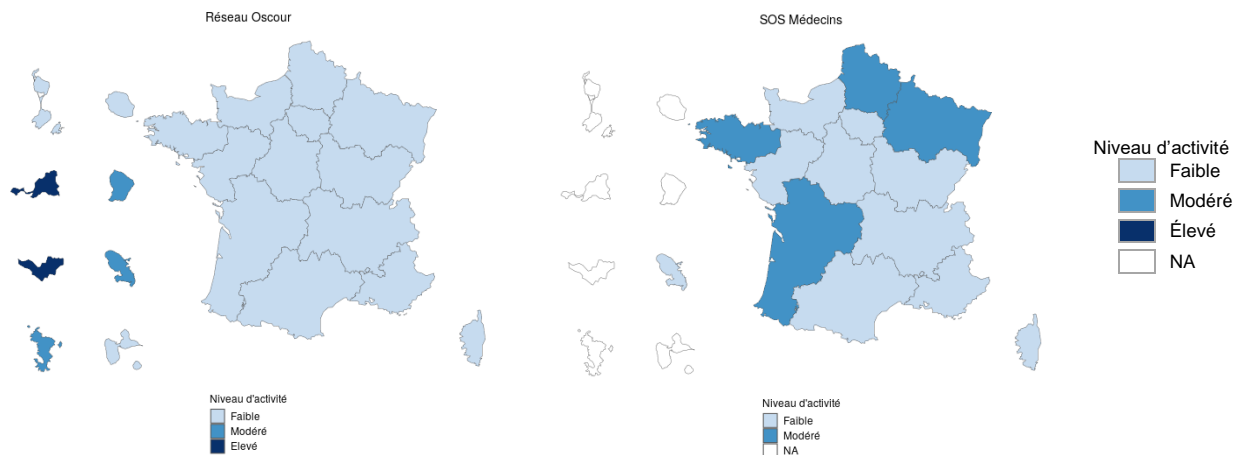 Réseau Oscour
SOS Médecins
Niveau d'activité
Faible
Modéré
Elevé
Niveau d'activité
Faible
Modéré
NA
Niveau d’activité
Faible
Modéré
Élevé
NA